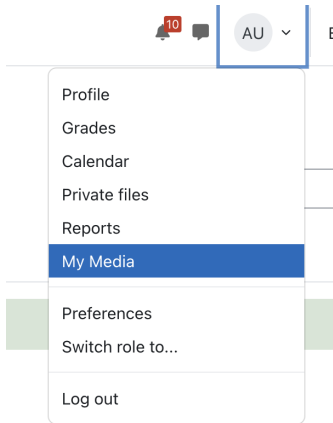 10
AU
Profile
Grades
Calendar
Private files
Reports
My Media
Preferences
Switch role to...
Log out